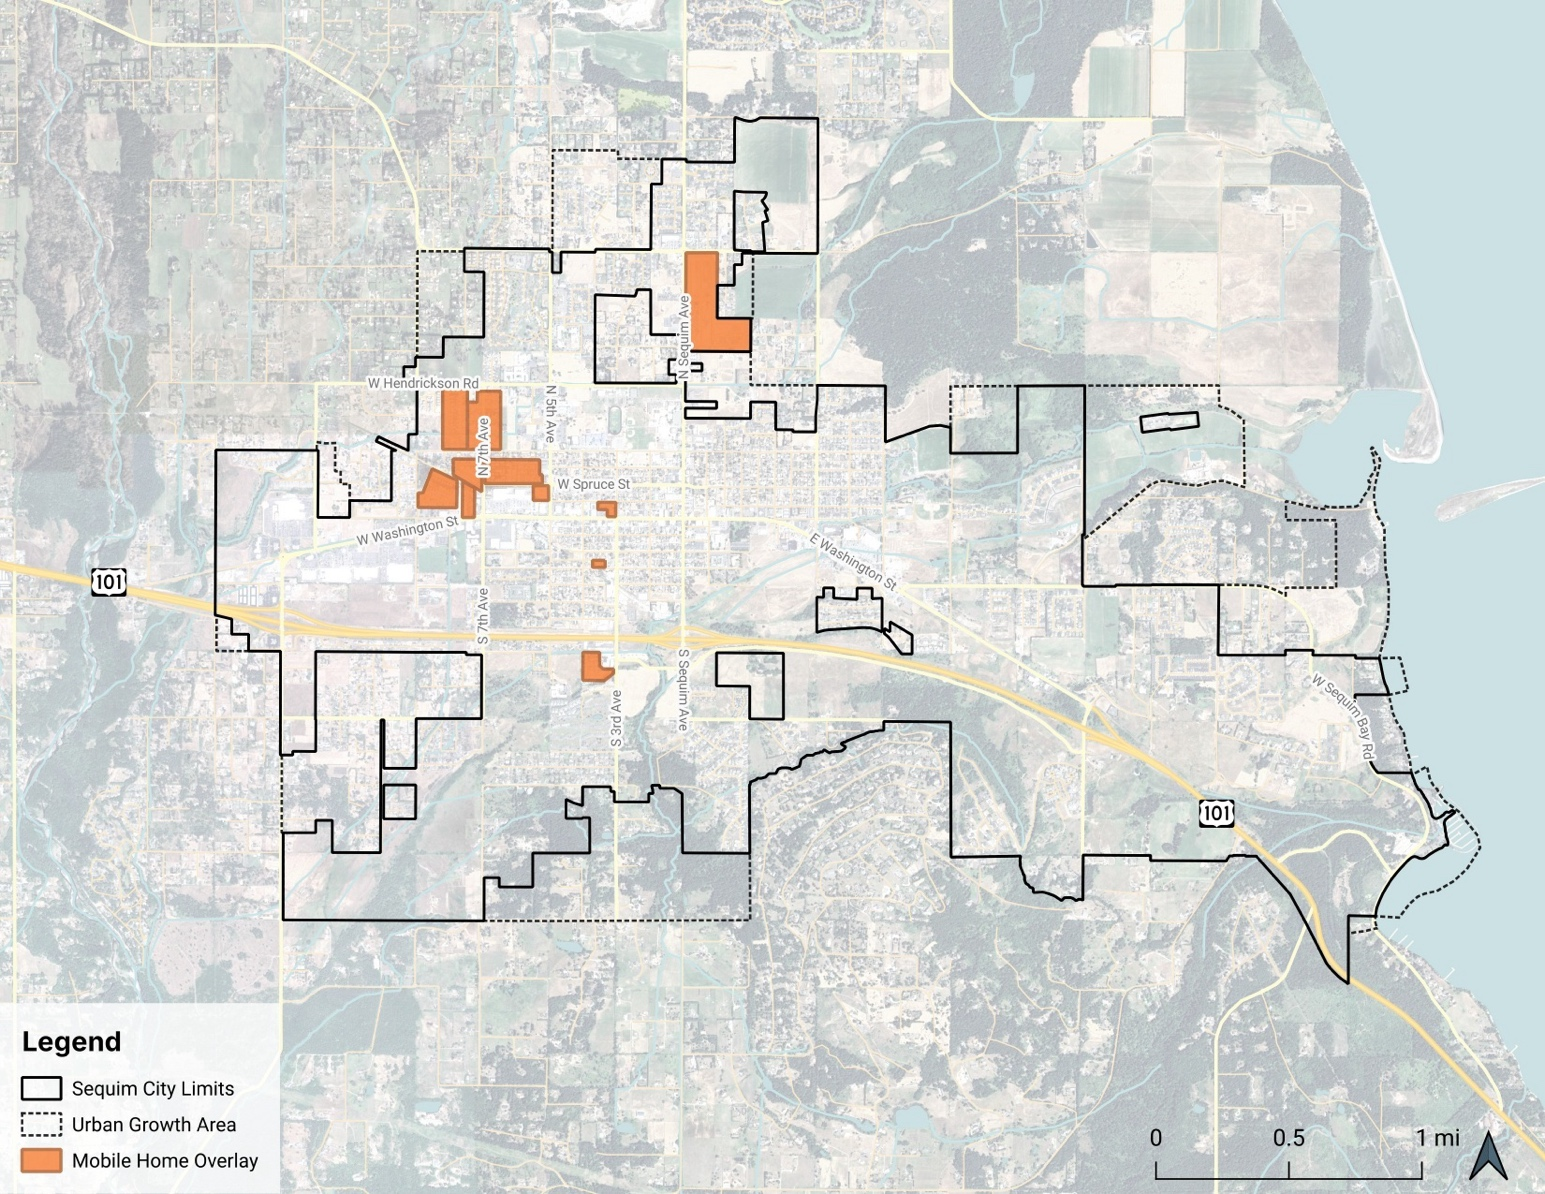 N Sequim Ave
W Hendrickson Rd
N 5th Ave
N 7th Ave
W Spruce St
W Washington St
E Washington St
101
S 7th Ave
S Sequim Ave
S 3rd Ave
W Sequim Bay Rd
101
Legend
Sequim City Limits
Urban Growth Area
Mobile Home Overlay
0 0.5 1 mi